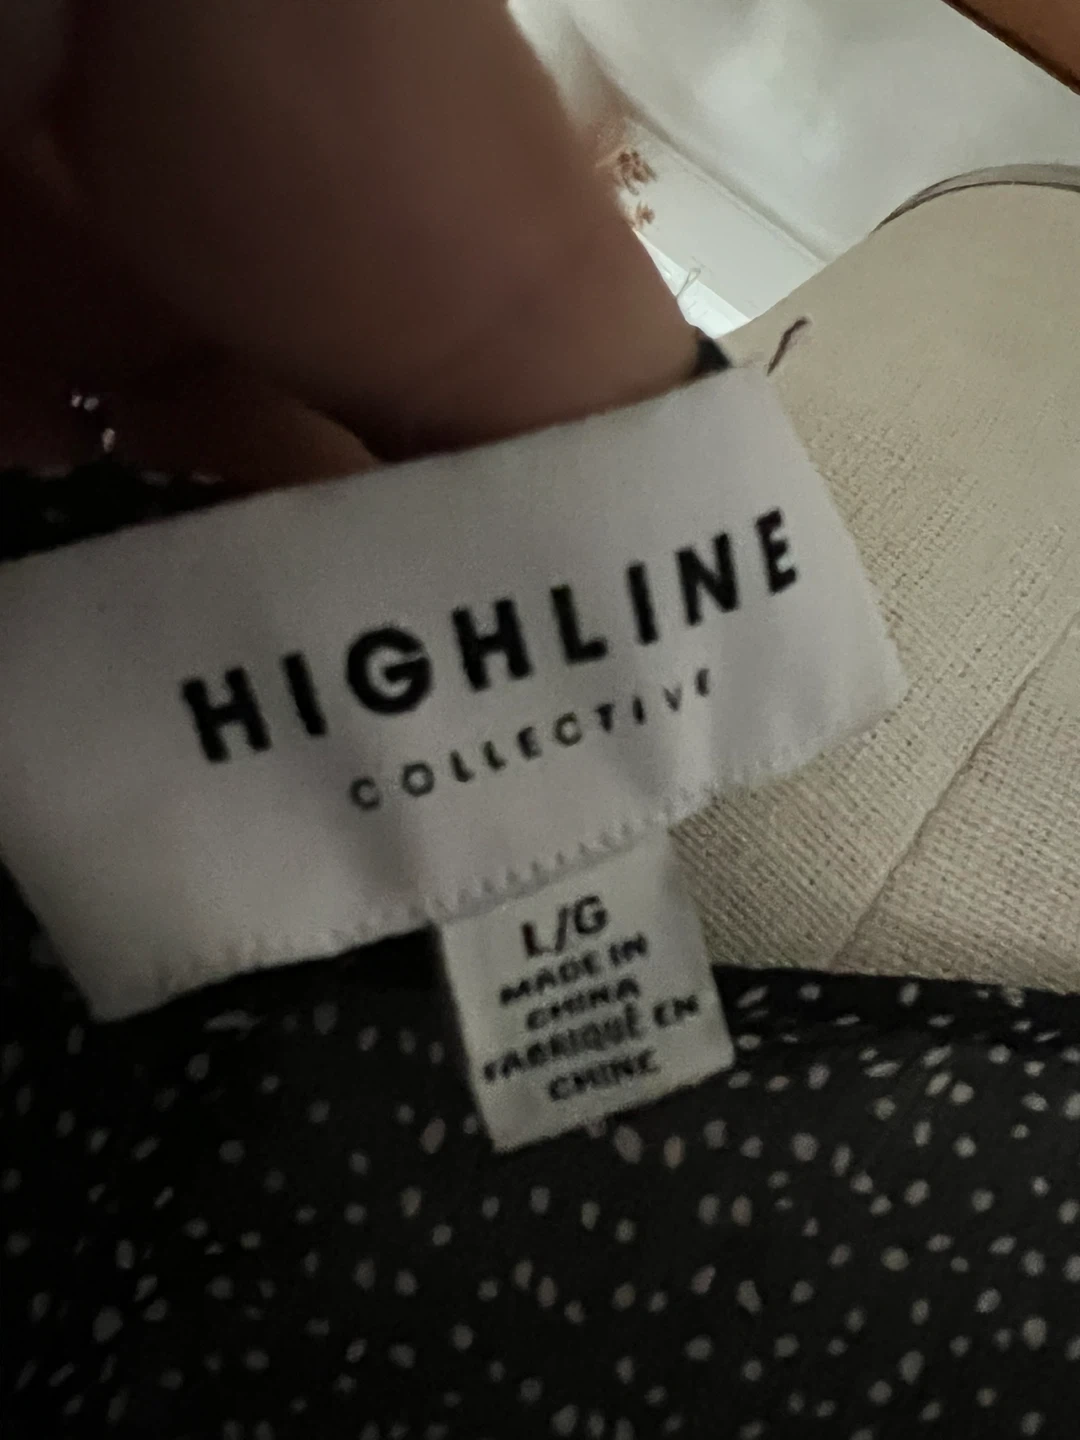 HIGHLINE
COLLECTIVE
L/G
MADE IN
CHINA
FABRIQUÉ EN
CHINE